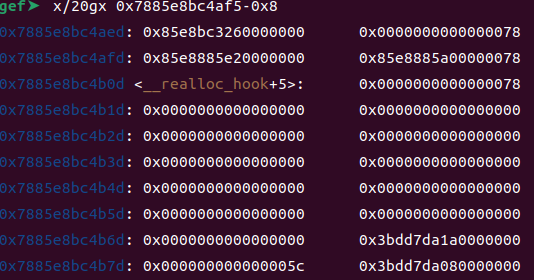 gef➤ x/20gx 0x7885e8bc4af5-0x8
0x7885e8bc4aed: 0x85e8bc3260000000 0x0000000000000078
0x7885e8bc4afd: 0x85e8885e20000000 0x85e8885a00000078
0x7885e8bc4b0d <__realloc_hook+5>: 0x0000000000000078
0x7885e8bc4b1d: 0x0000000000000000 0x0000000000000000
0x7885e8bc4b2d: 0x0000000000000000 0x0000000000000000
0x7885e8bc4b3d: 0x0000000000000000 0x0000000000000000
0x7885e8bc4b4d: 0x0000000000000000 0x0000000000000000
0x7885e8bc4b5d: 0x0000000000000000 0x0000000000000000
0x7885e8bc4b6d: 0x0000000000000000 0x3bdd7da1a0000000
0x7885e8bc4b7d: 0x000000000000005c 0x3bdd7da080000000